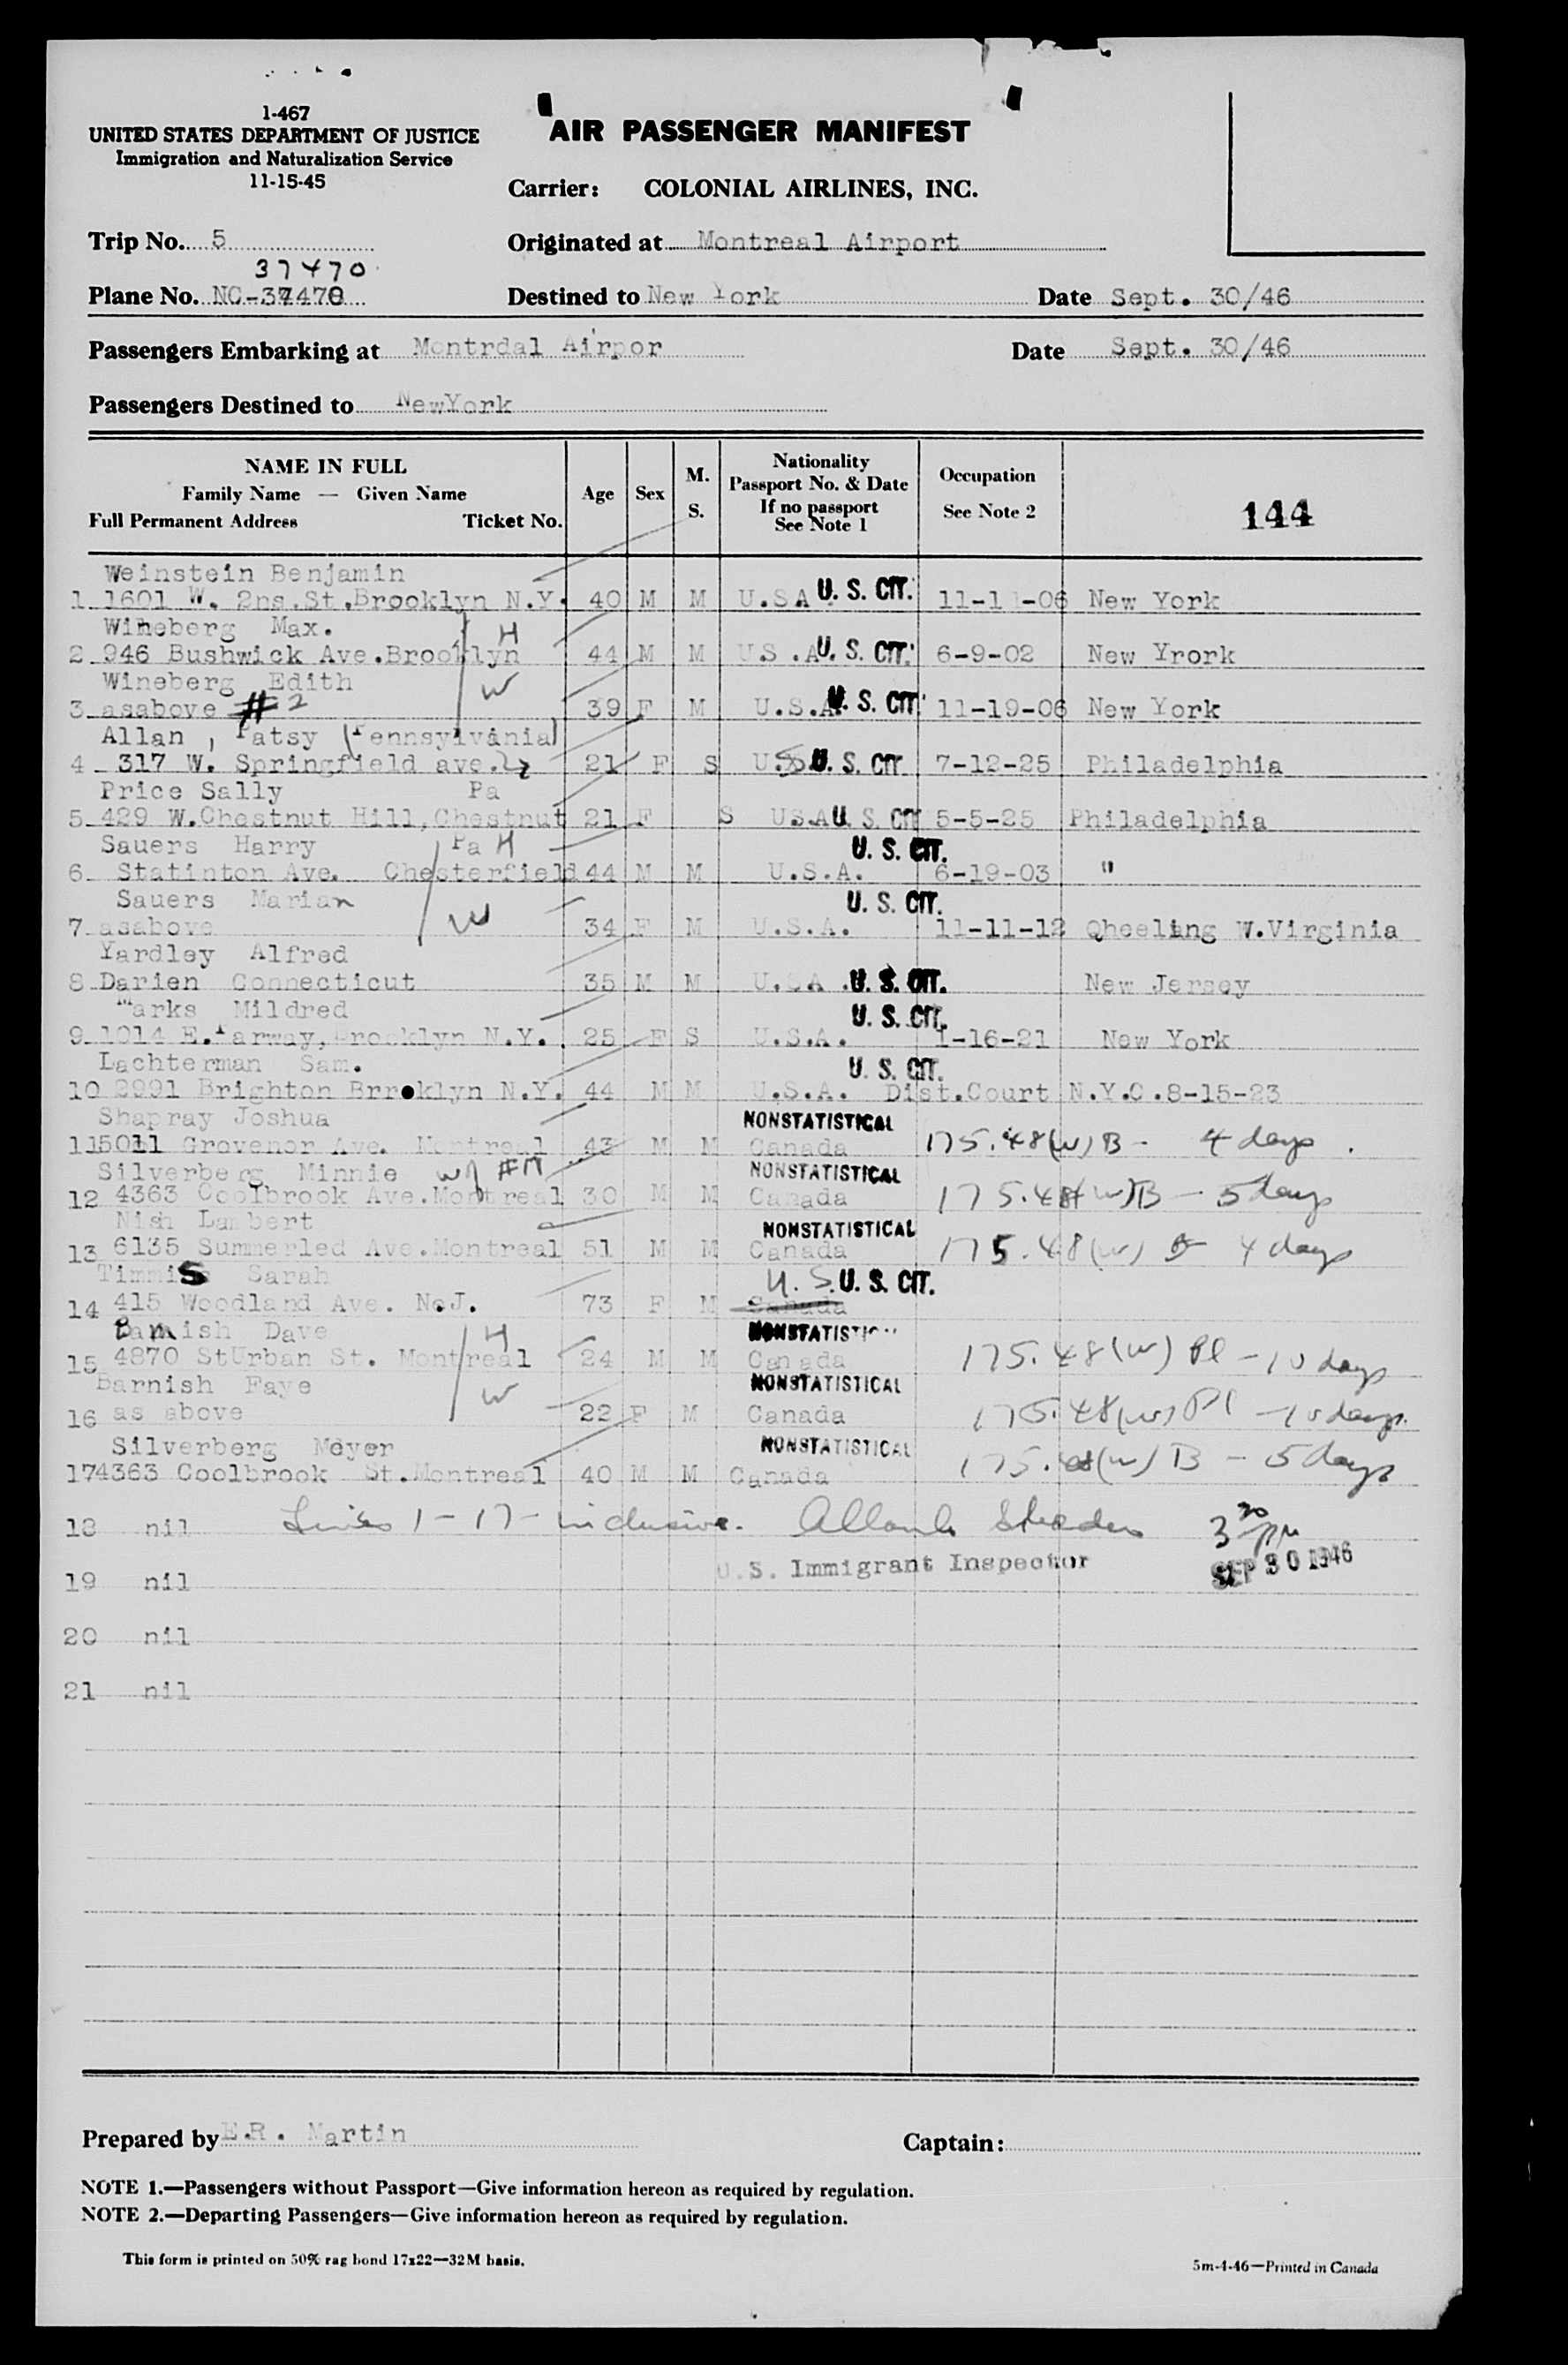 1-467
UNITED STATES DEPARTMENT OF JUSTICE
Immigration and Naturalization Service
11-15-45
AIR PASSENGER MANIFEST
Carrier: COLONIAL AIRLINES, INC.
Trip No. 5
Originated at Montreal Airport
37470
Plane No. NC-37470
Destined to New York
Date Sept. 30/46
Passengers Embarking at Montrdal Airpor
Date Sept. 30/46
Passengers Destined to NewYork
NAME IN FULL
Family Name — Given Name
Full Permanent Address Ticket No.
Age
Sex
M.
S.
Nationality
Passport No. & Date
If no passport
See Note 1
Occupation
See Note 2
144
Weinstein Benjamin
1 1601 W. 2ns.St.Brooklyn N.Y. 40 M M U.SA. U. S. CIT. 11-11-06 New York
Wineberg Max. H
2 946 Bushwick Ave.Brooklyn 44 M M U.S.A U. S. CIT. 6-9-02 New Yrork
Wineberg Edith W
3 asabove #2 39 F M U.S.A. U. S. CIT. 11-19-06 New York
Allan , Patsy (Pennsylvania)
4 317 W. Springfield ave. 21 F S U.S. U. S. CIT. 7-12-25 Philadelphia
Price Sally Pa
5 429 W.Chestnut Hill,Chestnut 21 F S USA U. S. CIT 5-5-25 Philadelphia
Sauers Harry Pa H U. S. CIT.
6 Statinton Ave. Chesterfield 44 M M U.S.A. 6-19-03 "
Sauers Marian W U. S. CIT.
7 asabove 34 F M U.S.A. 11-11-12 Qhoeling W.Virginia
Yardley Alfred
8 Darien Connecticut 35 M M U.SA . U. S. CIT. New Jersey
Marks Mildred U. S. CIT.
9 1014 E.Parway,Brooklyn N.Y. 25 F S U.S.A. 1-16-21 New York
Lachterman Sam. U. S. CIT.
10 2991 Brighton Brrooklyn N.Y. 44 M M U.S.A. Dist.Court N.Y.C.8-15-23
Shapray Joshua NONSTATISTICAL
11 5011 Grovenor Ave. Montreal 43 M M Canada 175.48(W) B - 4 days.
Silverberg Minnie w/ #17 NONSTATISTICAL
12 4363 Coolbrook Ave.Montreal 30 M M Canada 175.48(W)B - 5 days
Nish Lambert NONSTATISTICAL
13 6135 Summerled Ave.Montreal 51 M M Canada 175.48(W) B 4 days
Timmis Sarah U. S. U. S. CIT.
14 415 Woodland Ave. N.J. 73 F M Canada
Barnish Dave H NONSTATISTIC
15 4870 StUrban St. Montreal 24 M M Canada 175.48(W) Pl - 10 days
Barnish Faye W NONSTATISTICAL
16 as above 22 F M Canada 175.48(W) Pl - 10 days.
Silverberg Meyer NONSTATISTICAL
17 4363 Coolbrook St.Montreal 40 M M Canada 175.48(W) B - 5 days
18 nil Lines 1-17- inclusive. 3 30 PM
19 nil U.S. Immigrant Inspector SEP 30 1946
20 nil
21 nil
Prepared by E.R. Martin
Captain:
NOTE 1.—Passengers without Passport—Give information hereon as required by regulation.
NOTE 2.—Departing Passengers—Give information hereon as required by regulation.
This form is printed on 50% rag bond 17x22—32M basis.
5m-4-46—Printed in Canada